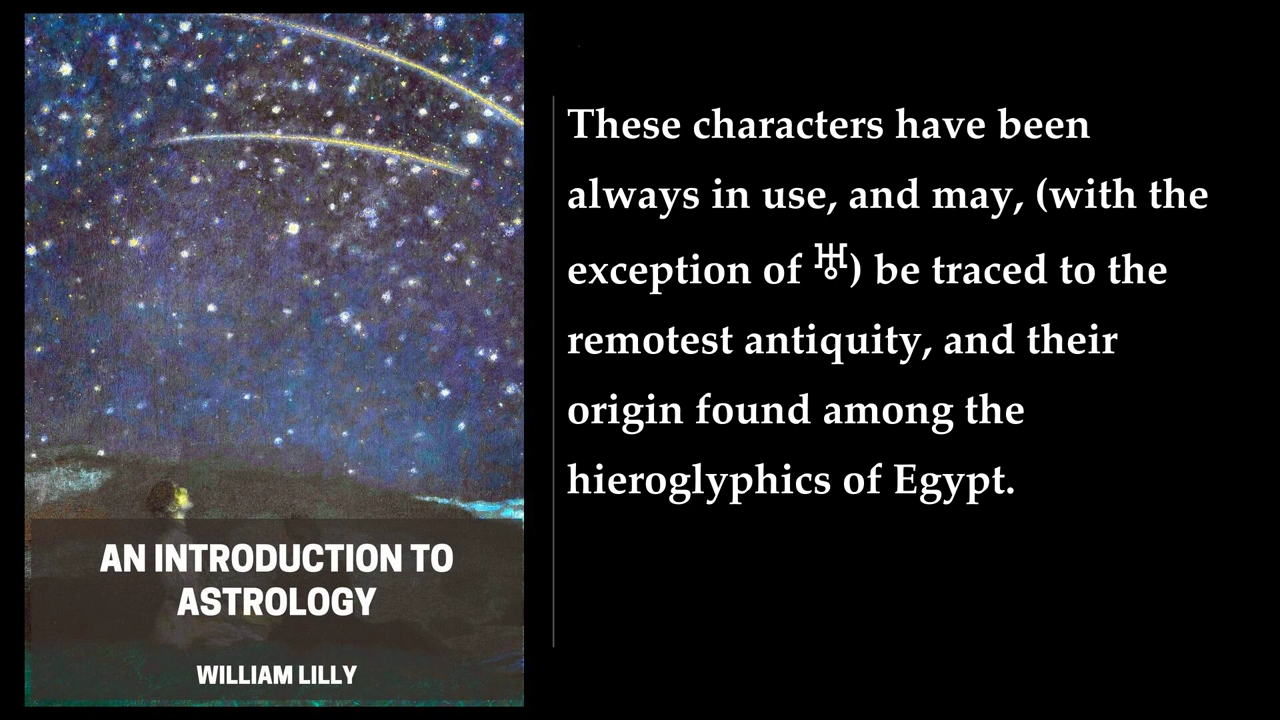 AN INTRODUCTION TO
ASTROLOGY
WILLIAM LILLY
These characters have been
always in use, and may, (with the
exception of ♅) be traced to the
remotest antiquity, and their
origin found among the
hieroglyphics of Egypt.